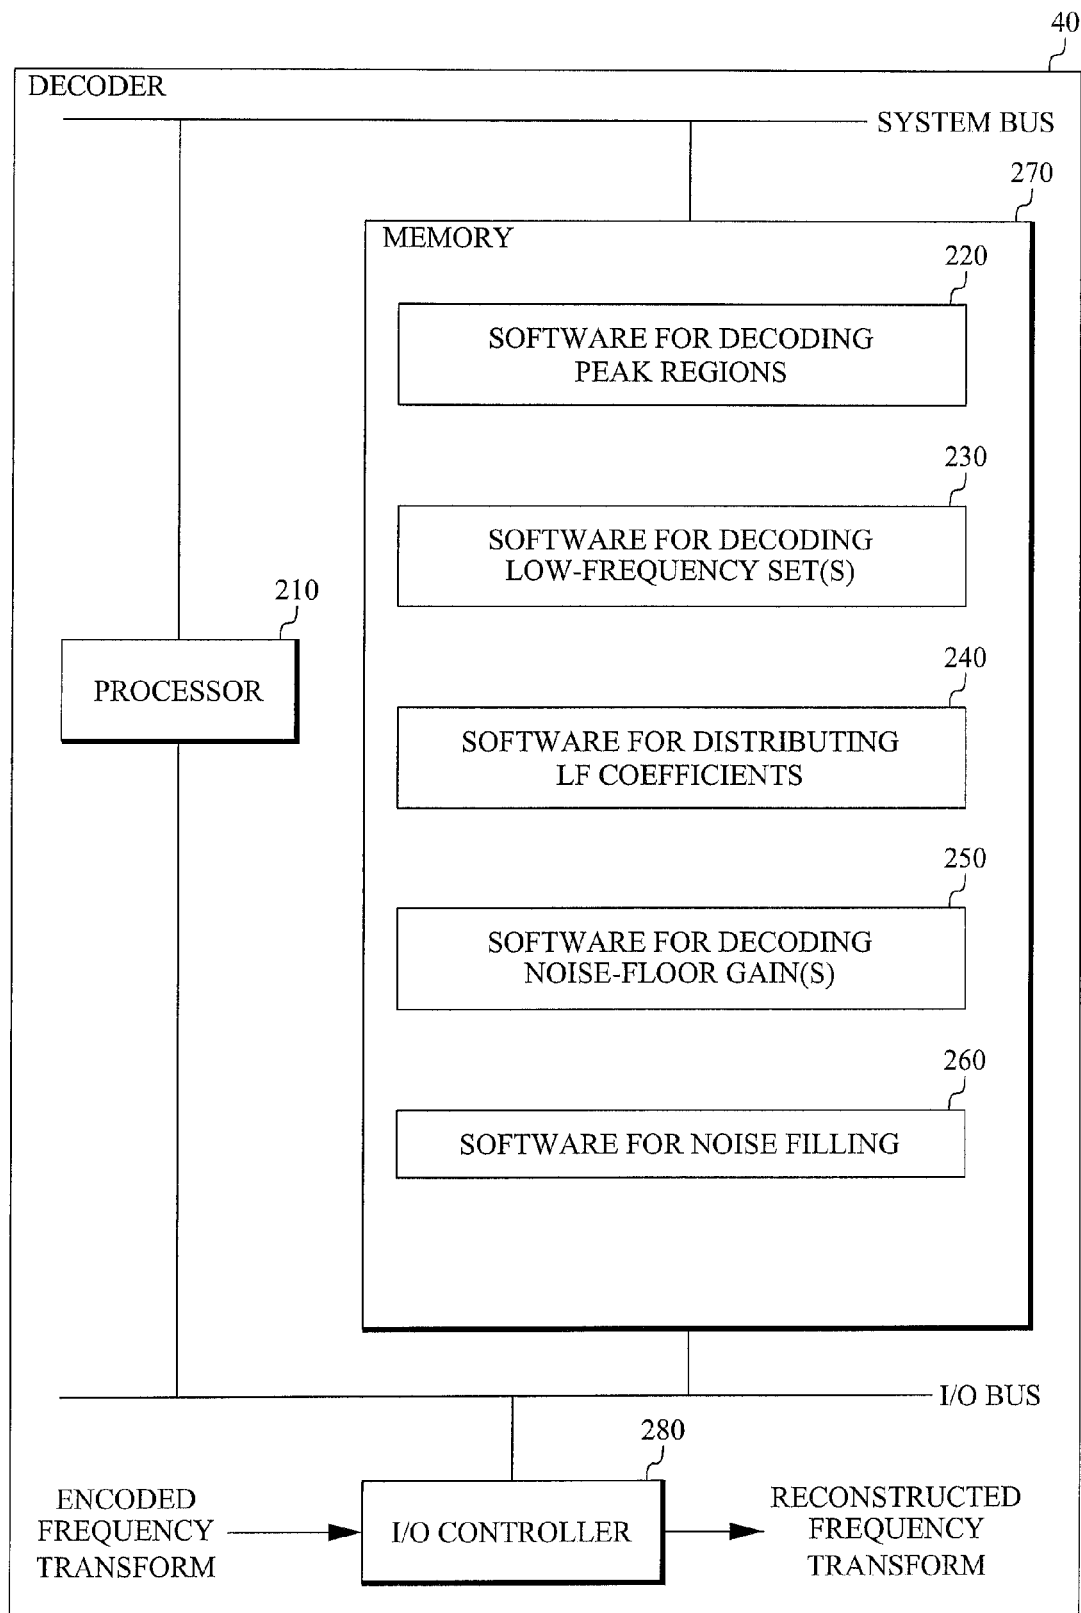 40
DECODER
SYSTEM BUS
270
MEMORY
220
SOFTWARE FOR DECODING
PEAK REGIONS
230
SOFTWARE FOR DECODING
LOW-FREQUENCY SET(S)
210
PROCESSOR
240
SOFTWARE FOR DISTRIBUTING
LF COEFFICIENTS
250
SOFTWARE FOR DECODING
NOISE-FLOOR GAIN(S)
260
SOFTWARE FOR NOISE FILLING
I/O BUS
280
ENCODED
FREQUENCY
TRANSFORM
I/O CONTROLLER
RECONSTRUCTED
FREQUENCY
TRANSFORM